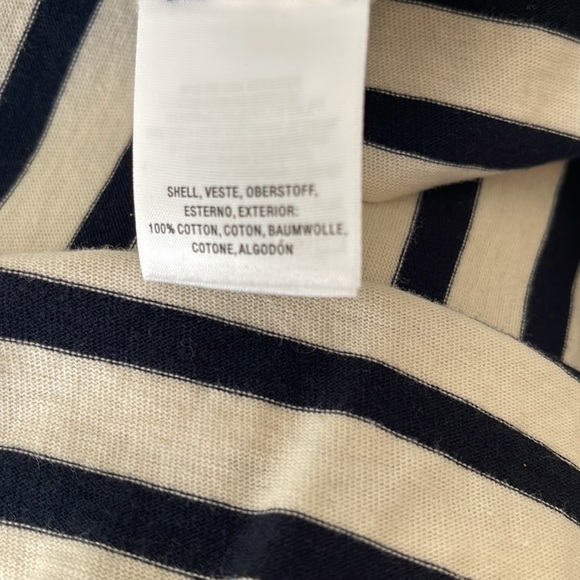 SHELL, VESTE, OBERSTOFF,
ESTERNO, EXTERIOR:
100% COTTON, COTON, BAUMWOLLE,
COTONE, ALGODÓN